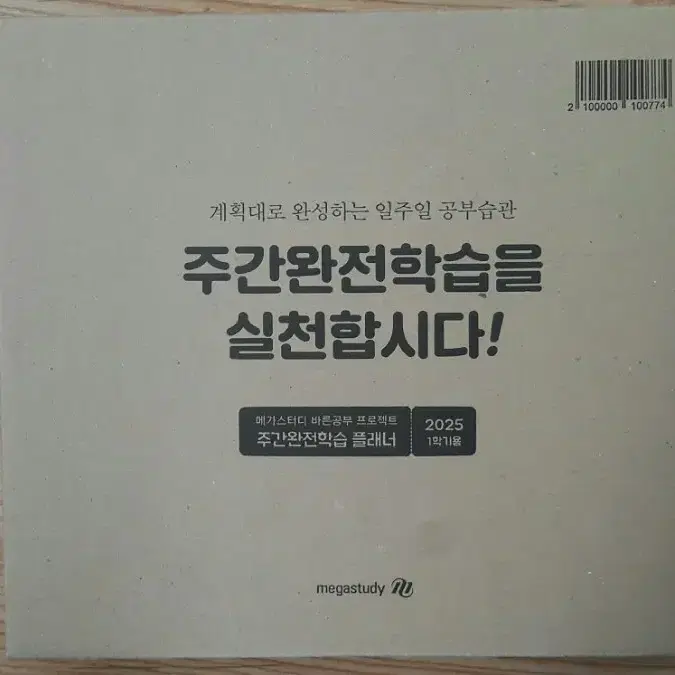 2 100000 100774
계획대로 완성하는 일주일 공부습관
주간완전학습을
실천합시다!
메가스터디 바른공부 프로젝트
주간완전학습 플래너
2025
1학기용
megastudy